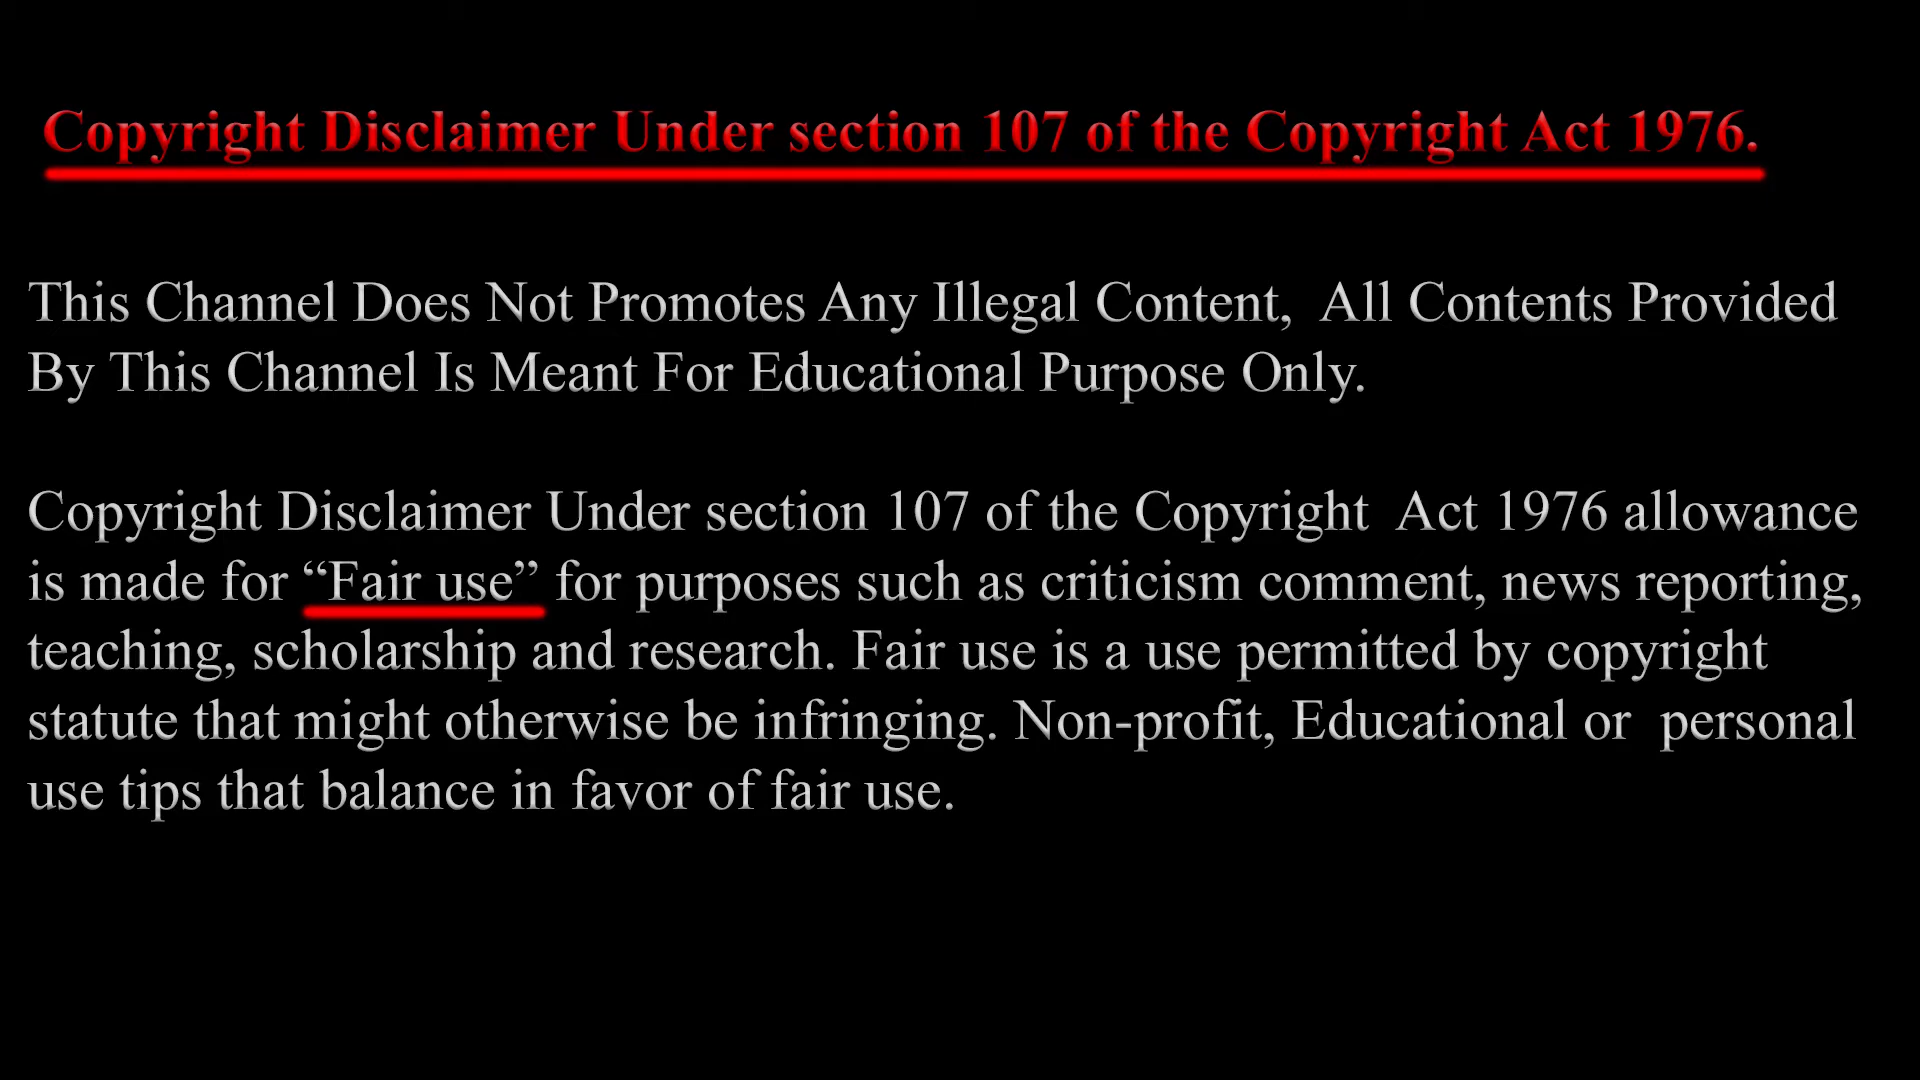 Copyright Disclaimer Under section 107 of the Copyright Act 1976.
This Channel Does Not Promotes Any Illegal Content,  All Contents Provided
By This Channel Is Meant For Educational Purpose Only.
Copyright Disclaimer Under section 107 of the Copyright  Act 1976 allowance
is made for “Fair use” for purposes such as criticism comment, news reporting,
teaching, scholarship and research. Fair use is a use permitted by copyright
statute that might otherwise be infringing. Non-profit, Educational or  personal
use tips that balance in favor of fair use.